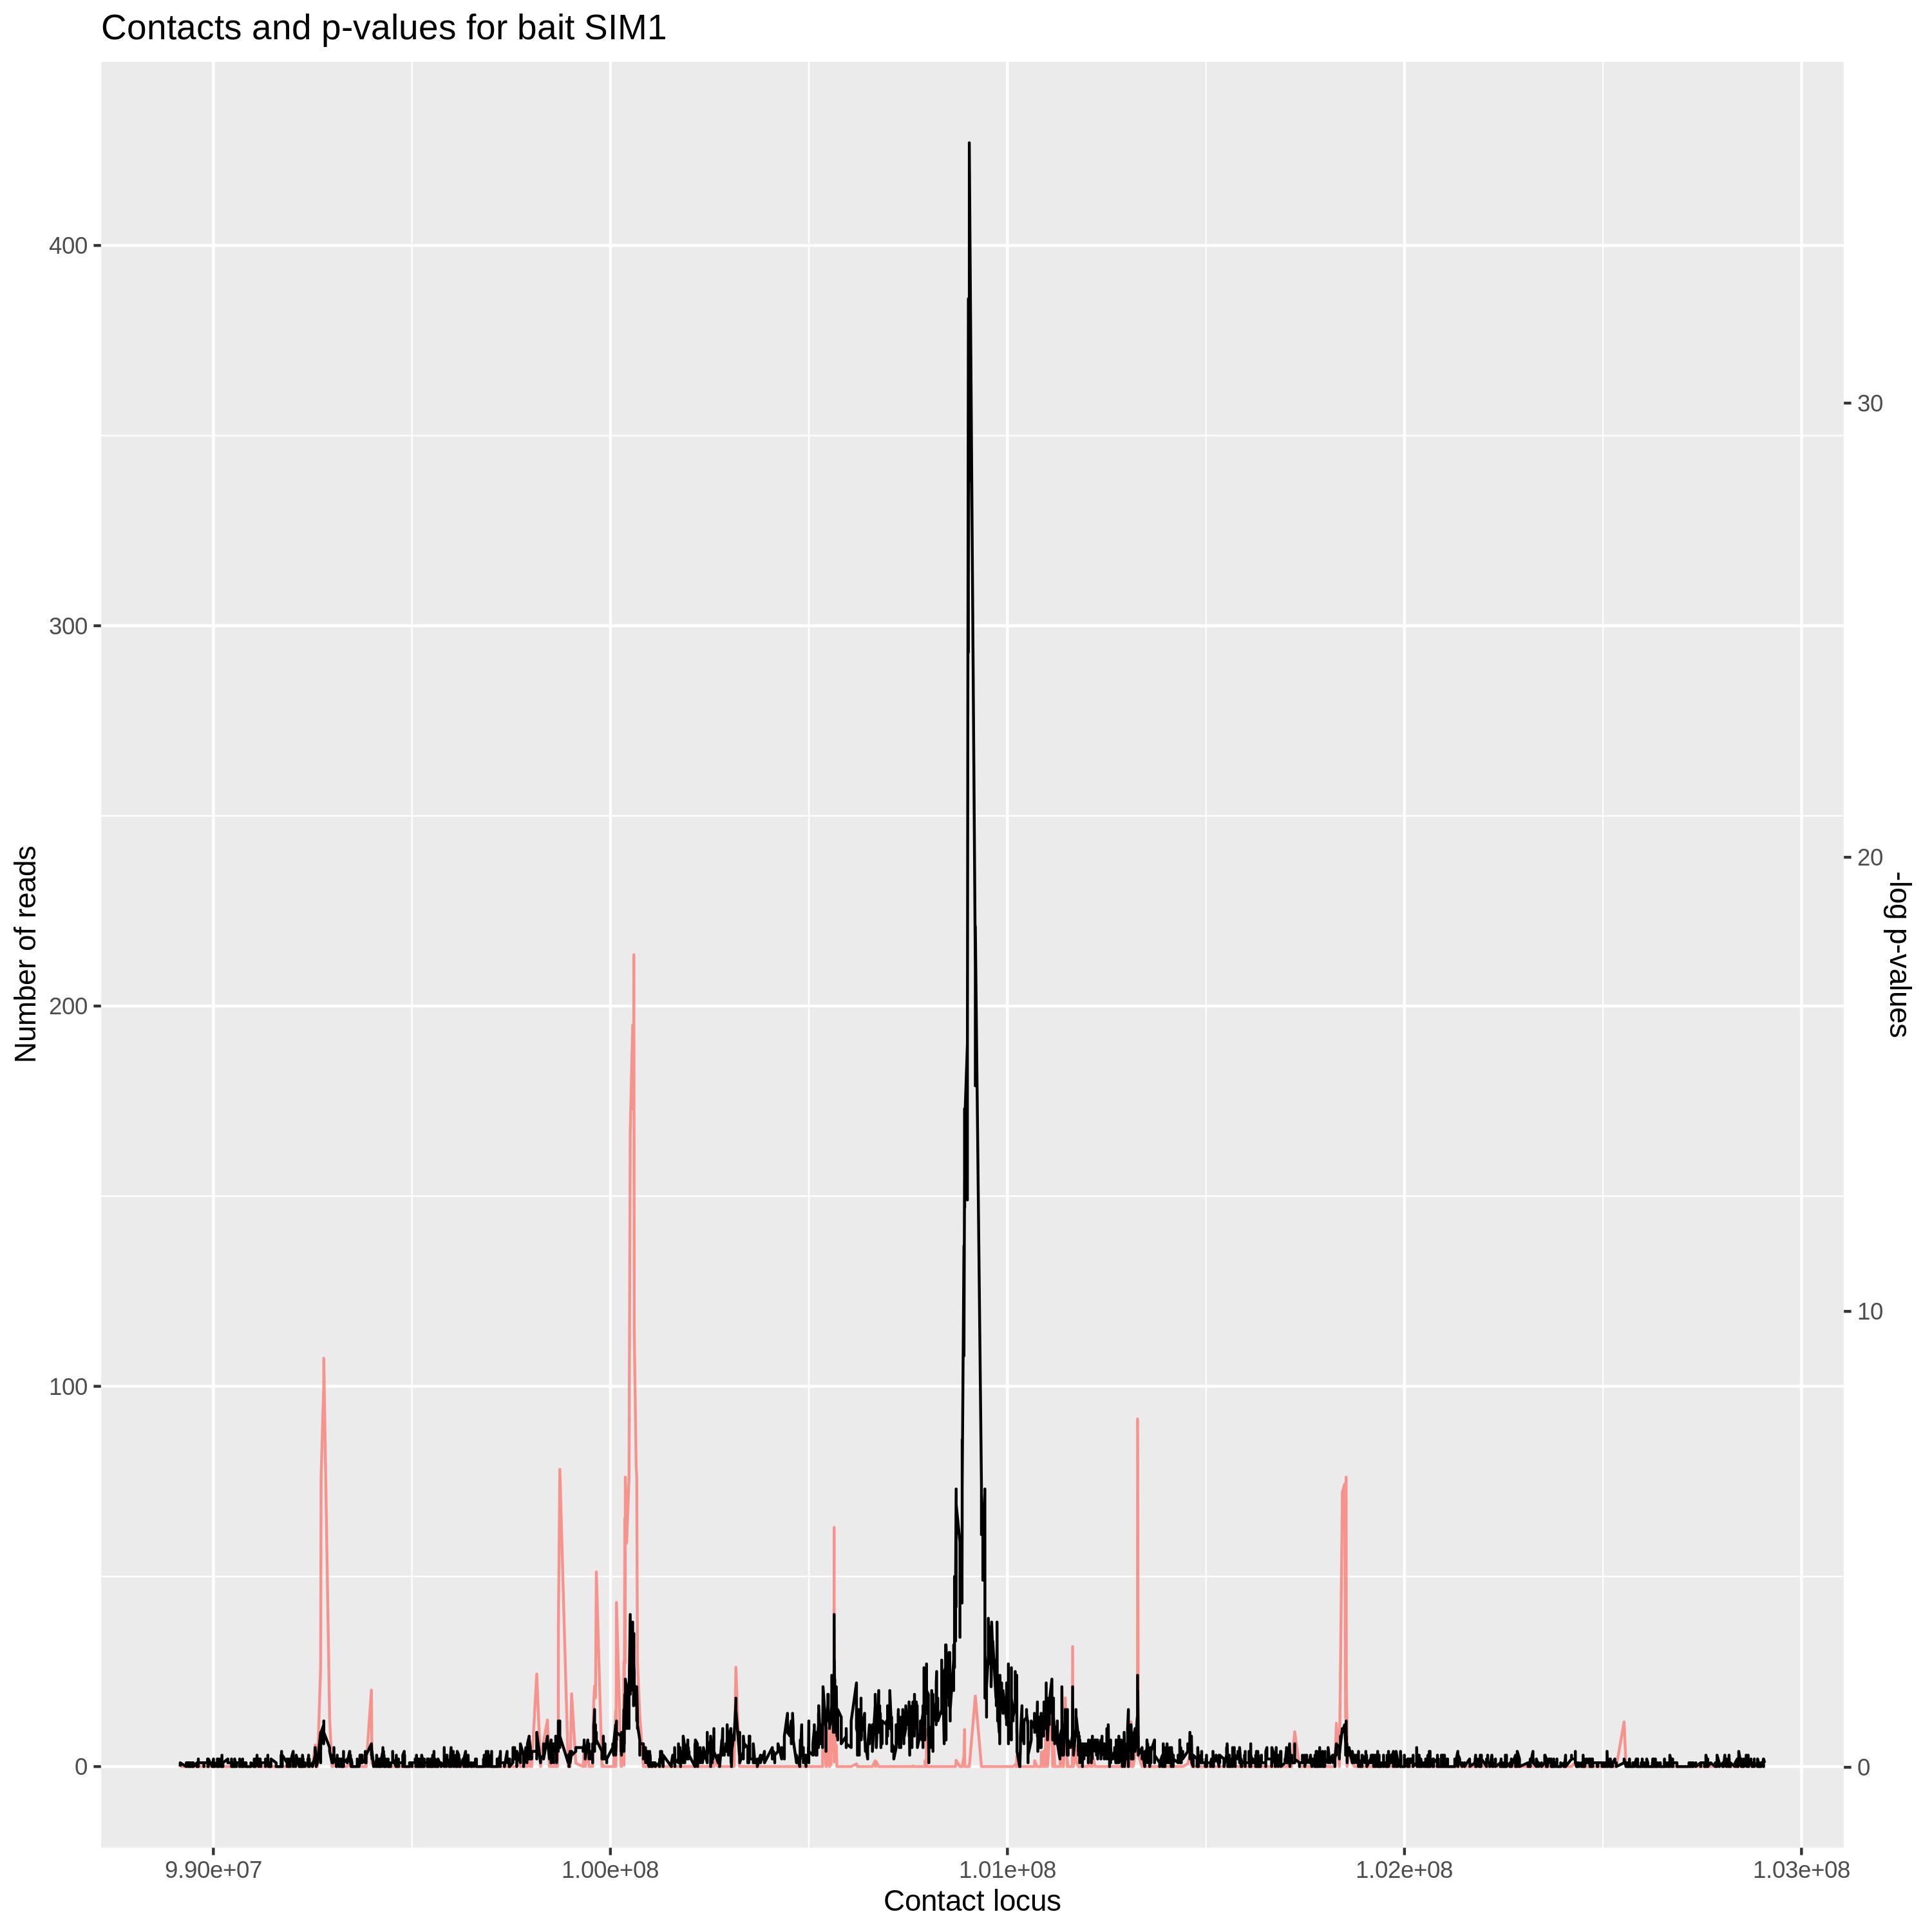 Contacts and p-values for bait SIM1
400
300
200
100
0
Number of reads
30
20
10
0
-log p-values
9.90e+07
1.00e+08
1.01e+08
1.02e+08
1.03e+08
Contact locus